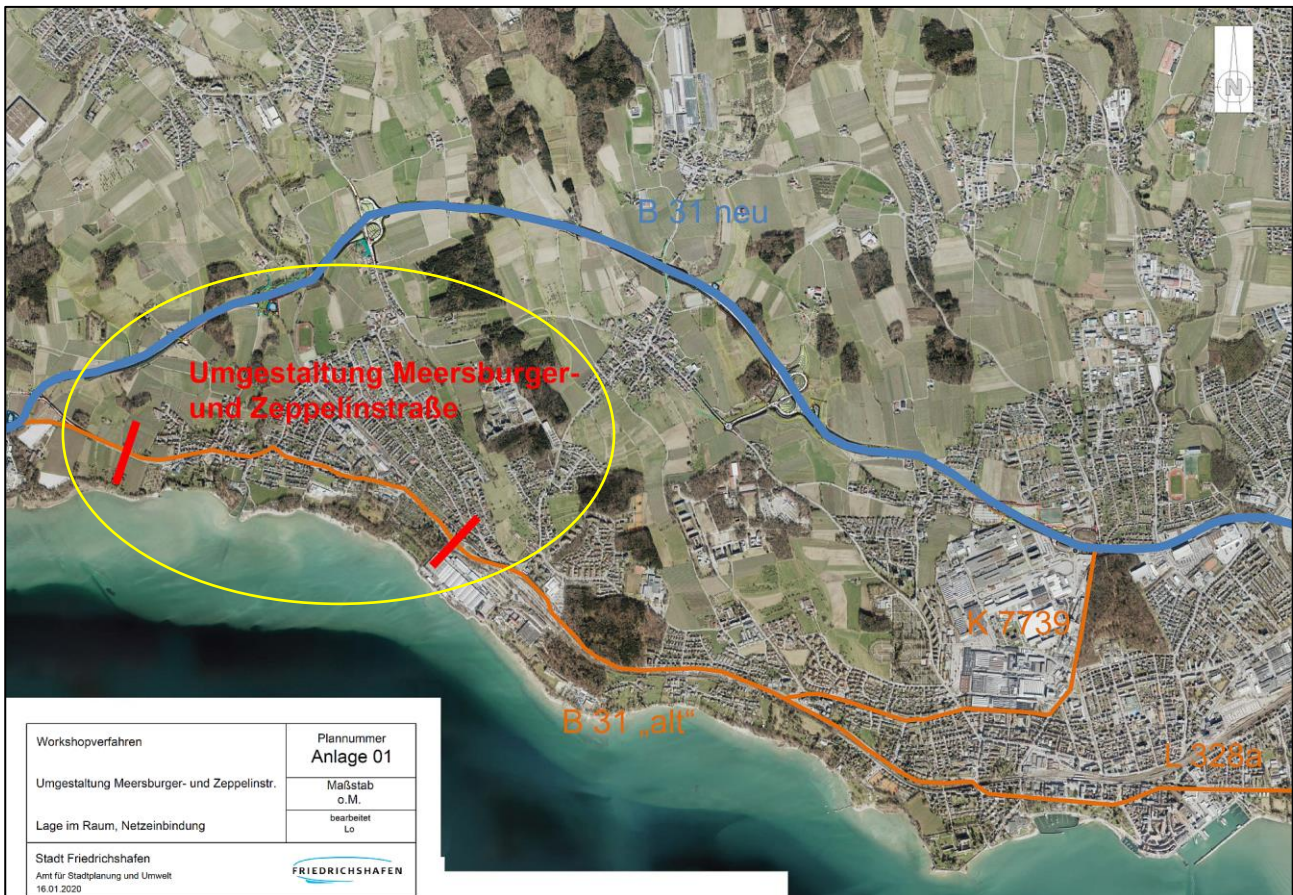 N
B 31 neu
Umgestaltung Meersburger-
und Zeppelinstraße
K 7739
B 31 „alt“
L 328a
Workshopverfahren
Plannummer
Anlage 01
Umgestaltung Meersburger- und Zeppelinstr.
Maßstab
o.M.
Lage im Raum, Netzeinbindung
bearbeitet
Lo
Stadt Friedrichshafen
Amt für Stadtplanung und Umwelt
16.01.2020
FRIEDRICHSHAFEN